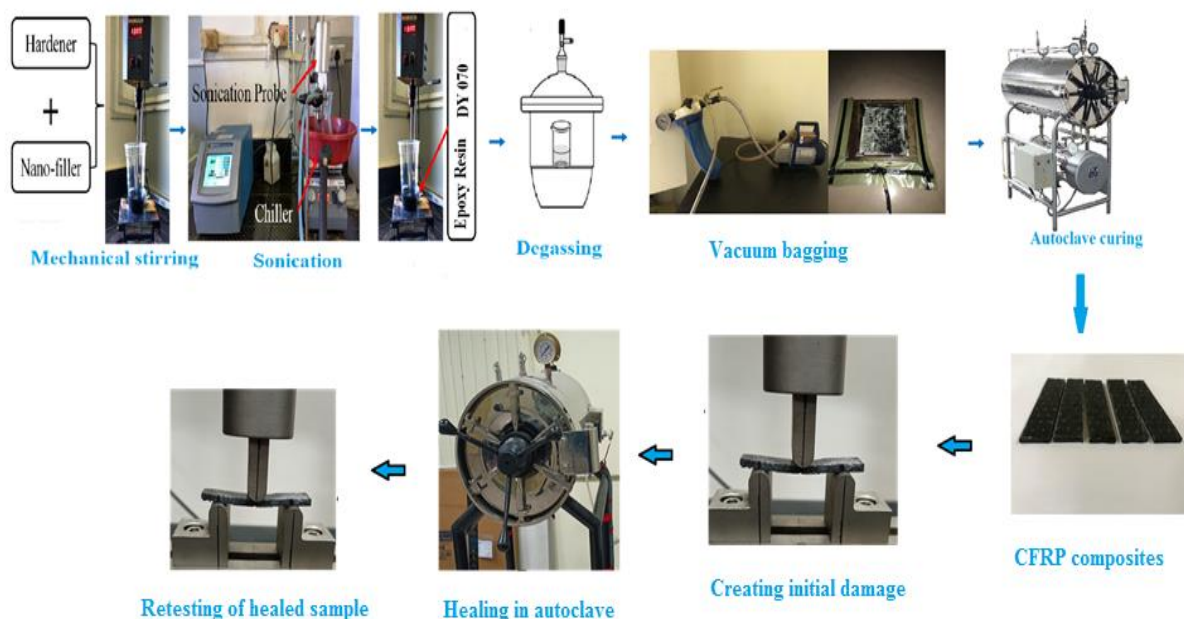 Hardener
+
Nano-filler
Mechanical stirring
Sonication Probe
Chiller
Sonication
Epoxy Resin DY 070
Degassing
Vacuum bagging
Autoclave curing
CFRP composites
Creating initial damage
Healing in autoclave
Retesting of healed sample